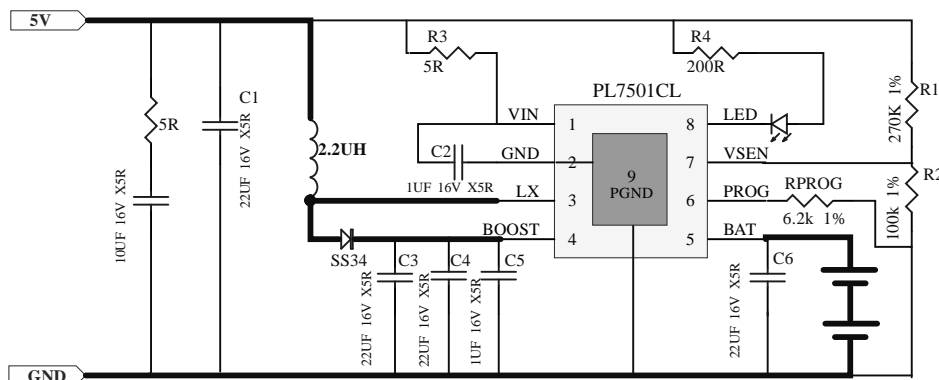 5V
R3
5R
R4
200R
PL7501CL
R1
270K 1%
C1
22UF 16V X5R
5R
10UF 16V X5R
2.2UH
VIN
1
8
LED
C2
1UF 16V X5R
GND
2
9
PGND
7
VSEN
R2
100k 1%
LX
3
6
PROG
RPROG
6.2k 1%
BOOST
4
5
BAT
SS34
C3
22UF 16V X5R
C4
22UF 16V X5R
C5
1UF 16V X5R
C6
22UF 16V X5R
GND